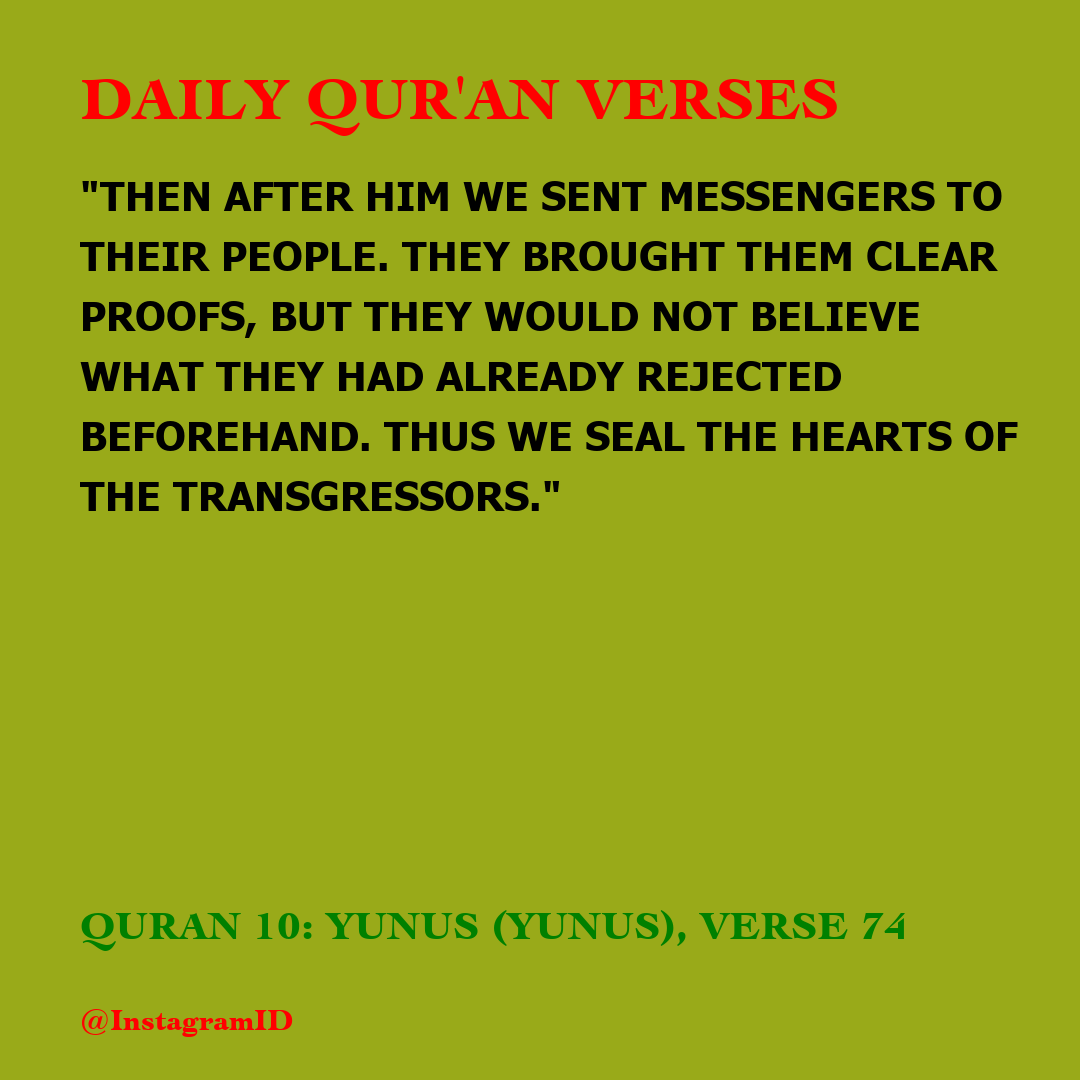 DAILY QUR'AN VERSES
"THEN AFTER HIM WE SENT MESSENGERS TO
THEIR PEOPLE. THEY BROUGHT THEM CLEAR
PROOFS, BUT THEY WOULD NOT BELIEVE
WHAT THEY HAD ALREADY REJECTED
BEFOREHAND. THUS WE SEAL THE HEARTS OF
THE TRANSGRESSORS."
QURAN 10: YUNUS (YUNUS), VERSE 74
@InstagramID